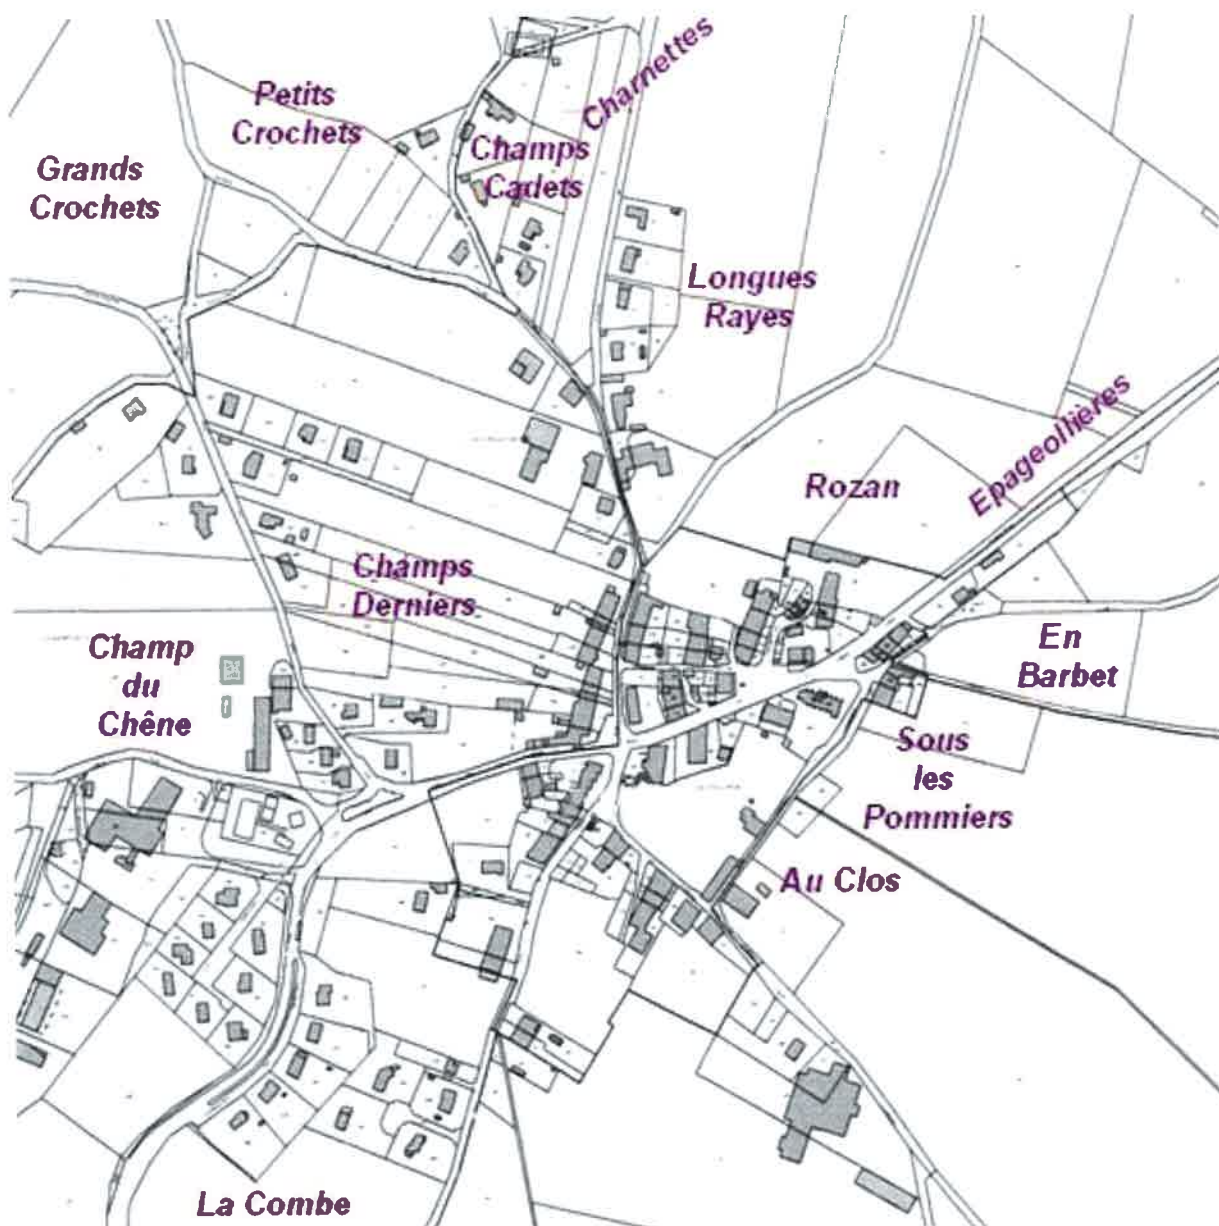 Charnettes
Petits
Crochets
Champs
Cadets
Grands
Crochets
Longues
Rayes
Epageollières
Rozan
Champs
Derniers
Champ
du
Chêne
En
Barbet
Sous
les
Pommiers
Au Clos
La Combe